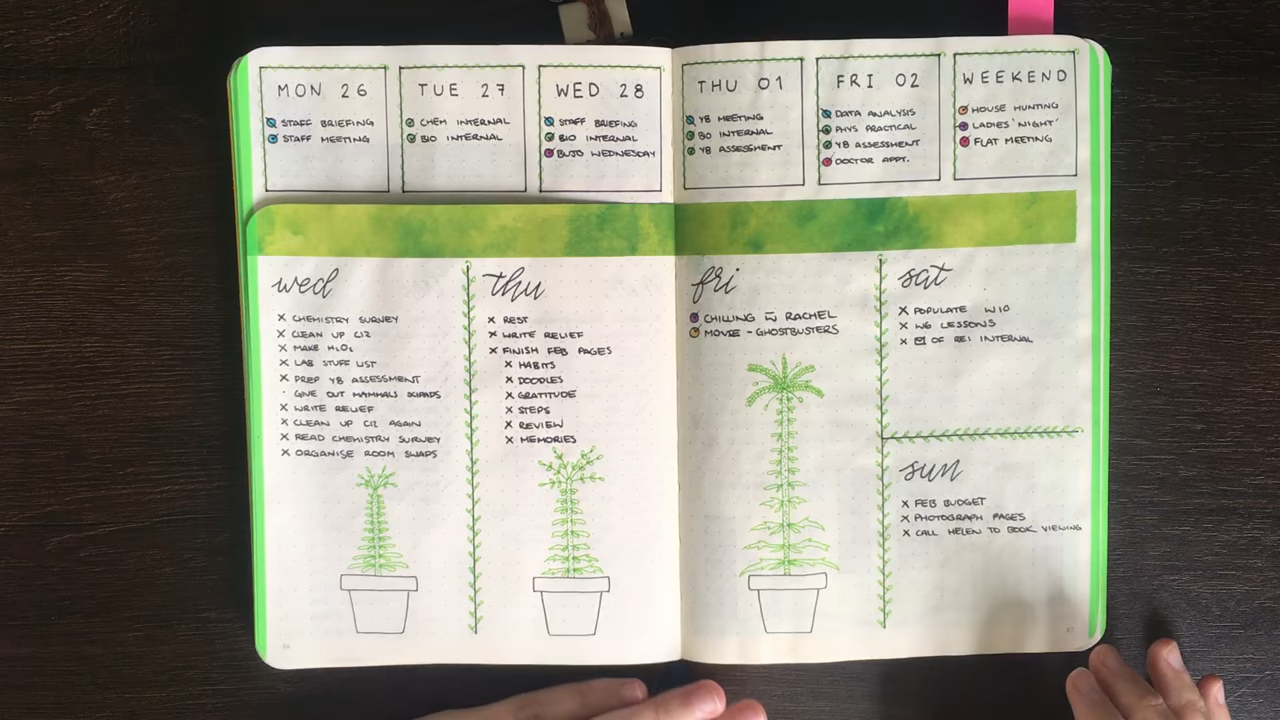 MON 26
STAFF BRIEFING
STAFF MEETING
TUE 27
CHEM INTERNAL
BIO INTERNAL
WED 28
STAFF BRIEFING
BIO INTERNAL
BUJO WEDNESDAY
THU 01
Y8 MEETING
BIO INTERNAL
Y8 ASSESSMENT
FRI 02
DATA ANALYSIS
PHYS PRACTICAL
Y8 ASSESSMENT
DOCTOR APPT.
WEEKEND
HOUSE HUNTING
LADIES' NIGHT'
FLAT MEETING
wed
X CHEMISTRY SURVEY
X CLEAN UP C12
X MAKE H2O2
X LAB STUFF LIST
X PREP Y8 ASSESSMENT
· GIVE OUT MAMMALS
X WRITE RELIEF
X CLEAN UP C12 AGAIN
X READ CHEMISTRY SURVEY
X ORGANISE ROOM SWAPS
thu
X REST
X WRITE RELIEF
X FINISH FEB PAGES
X HABITS
X DOODLES
X GRATITUDE
X STEPS
X REVIEW
X MEMORIES
fri
CHILLING w̄ RACHEL
MOVIE - GHOSTBUSTERS
sat
X POPULATE W10
X W6 LESSONS
X ☑ OF RE1 INTERNAL
sun
X FEB BUDGET
X PHOTOGRAPH PAGES
X CALL HELEN TO BOOK VIEWING